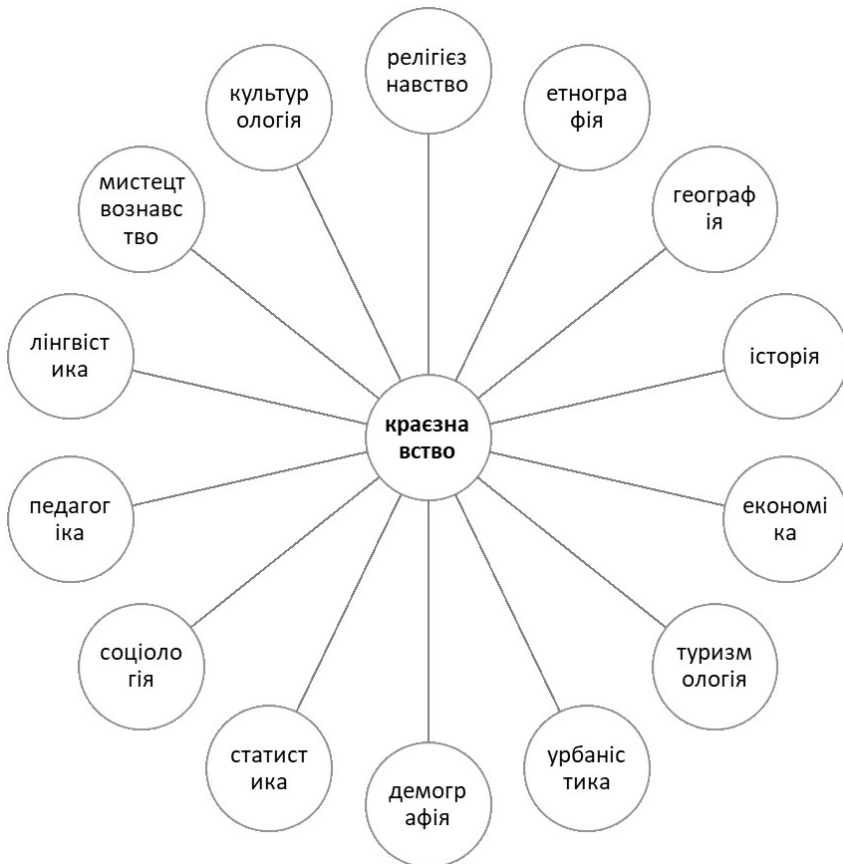 релігієз
навство
етногра
фія
географ
ія
історія
економі
ка
туризм
ологія
урбаніс
тика
демогр
афія
статист
ика
соціоло
гія
педагог
іка
лінгвіст
ика
мистецт
вознавс
тво
культур
ологія
краєзна
вство